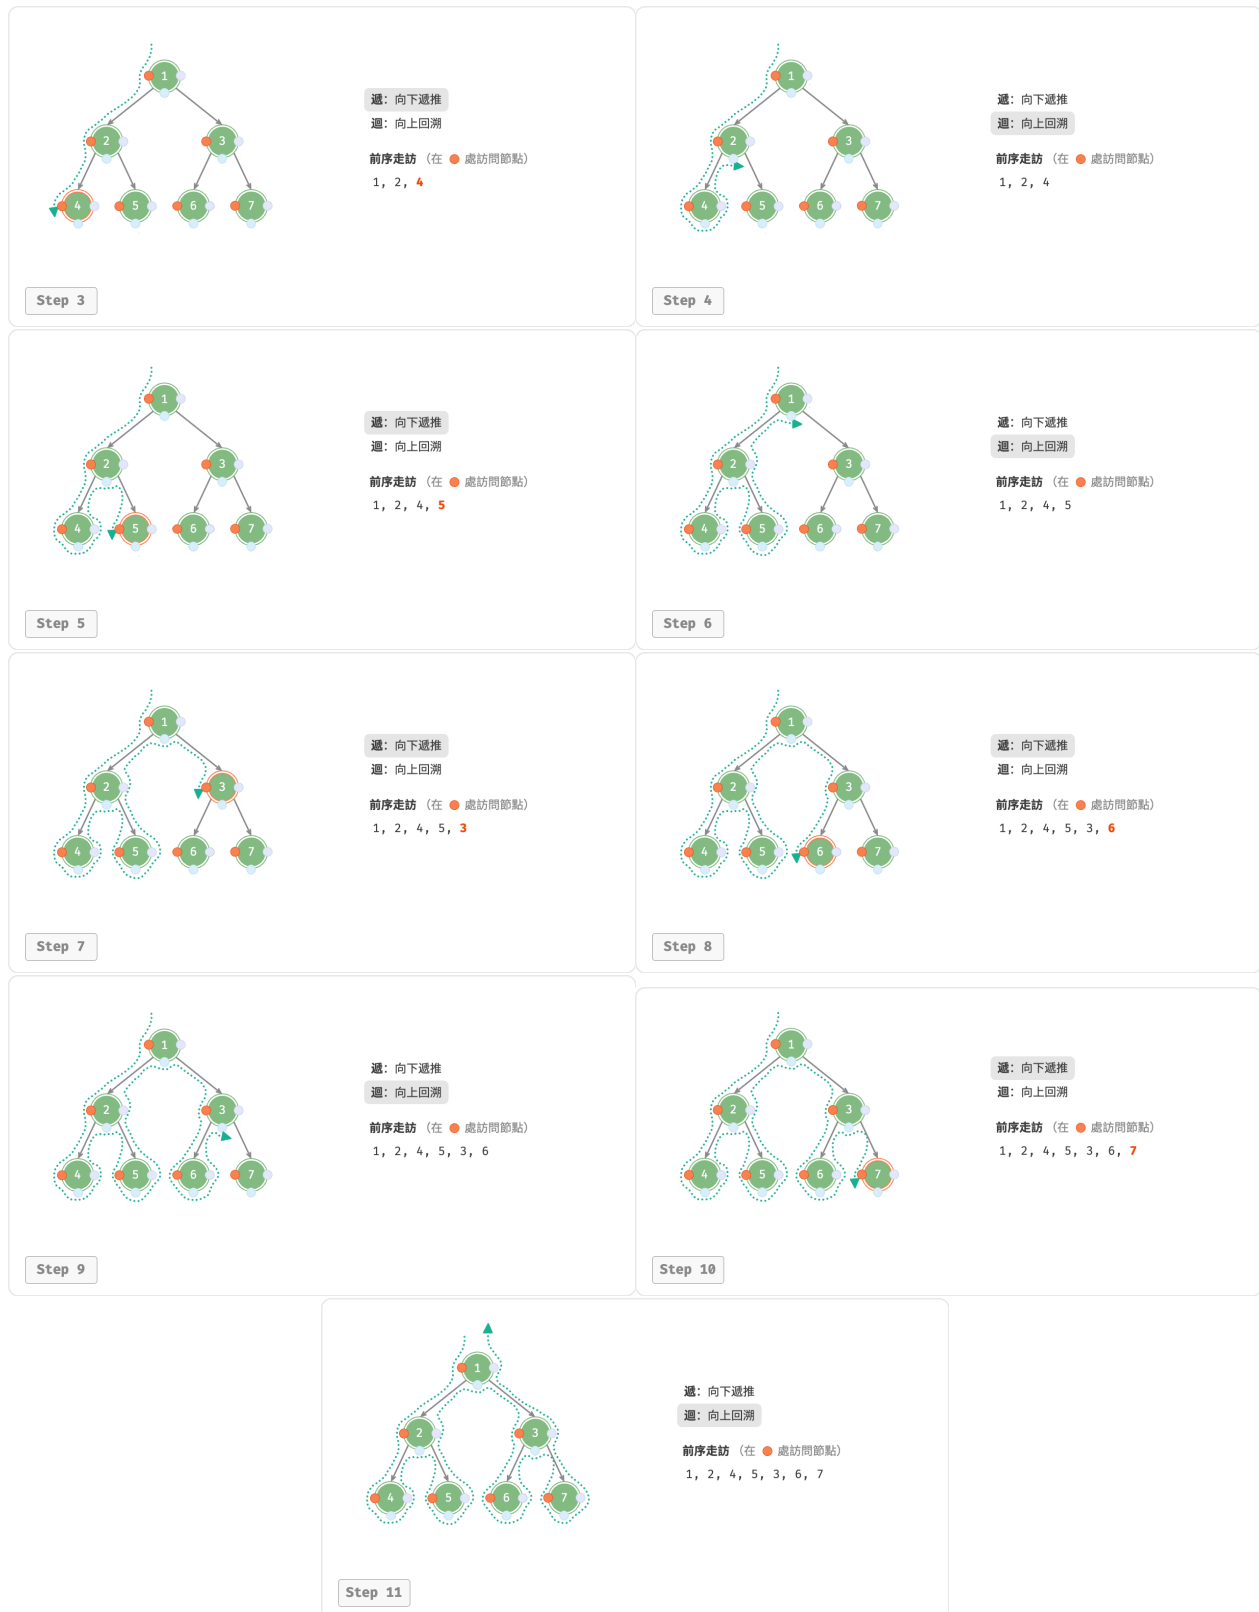 1
2
3
4
5
6
7
遞：向下遞推
迴：向上回溯
前序走訪（在 處訪問節點）
1, 2, 4
Step 3
1
2
3
4
5
6
7
遞：向下遞推
迴：向上回溯
前序走訪（在 處訪問節點）
1, 2, 4
Step 4
1
2
3
4
5
6
7
遞：向下遞推
迴：向上回溯
前序走訪（在 處訪問節點）
1, 2, 4, 5
Step 5
1
2
3
4
5
6
7
遞：向下遞推
迴：向上回溯
前序走訪（在 處訪問節點）
1, 2, 4, 5
Step 6
1
2
3
4
5
6
7
遞：向下遞推
迴：向上回溯
前序走訪（在 處訪問節點）
1, 2, 4, 5, 3
Step 7
1
2
3
4
5
6
7
遞：向下遞推
迴：向上回溯
前序走訪（在 處訪問節點）
1, 2, 4, 5, 3, 6
Step 8
1
2
3
4
5
6
7
遞：向下遞推
迴：向上回溯
前序走訪（在 處訪問節點）
1, 2, 4, 5, 3, 6
Step 9
1
2
3
4
5
6
7
遞：向下遞推
迴：向上回溯
前序走訪（在 處訪問節點）
1, 2, 4, 5, 3, 6, 7
Step 10
1
2
3
4
5
6
7
遞：向下遞推
迴：向上回溯
前序走訪（在 處訪問節點）
1, 2, 4, 5, 3, 6, 7
Step 11